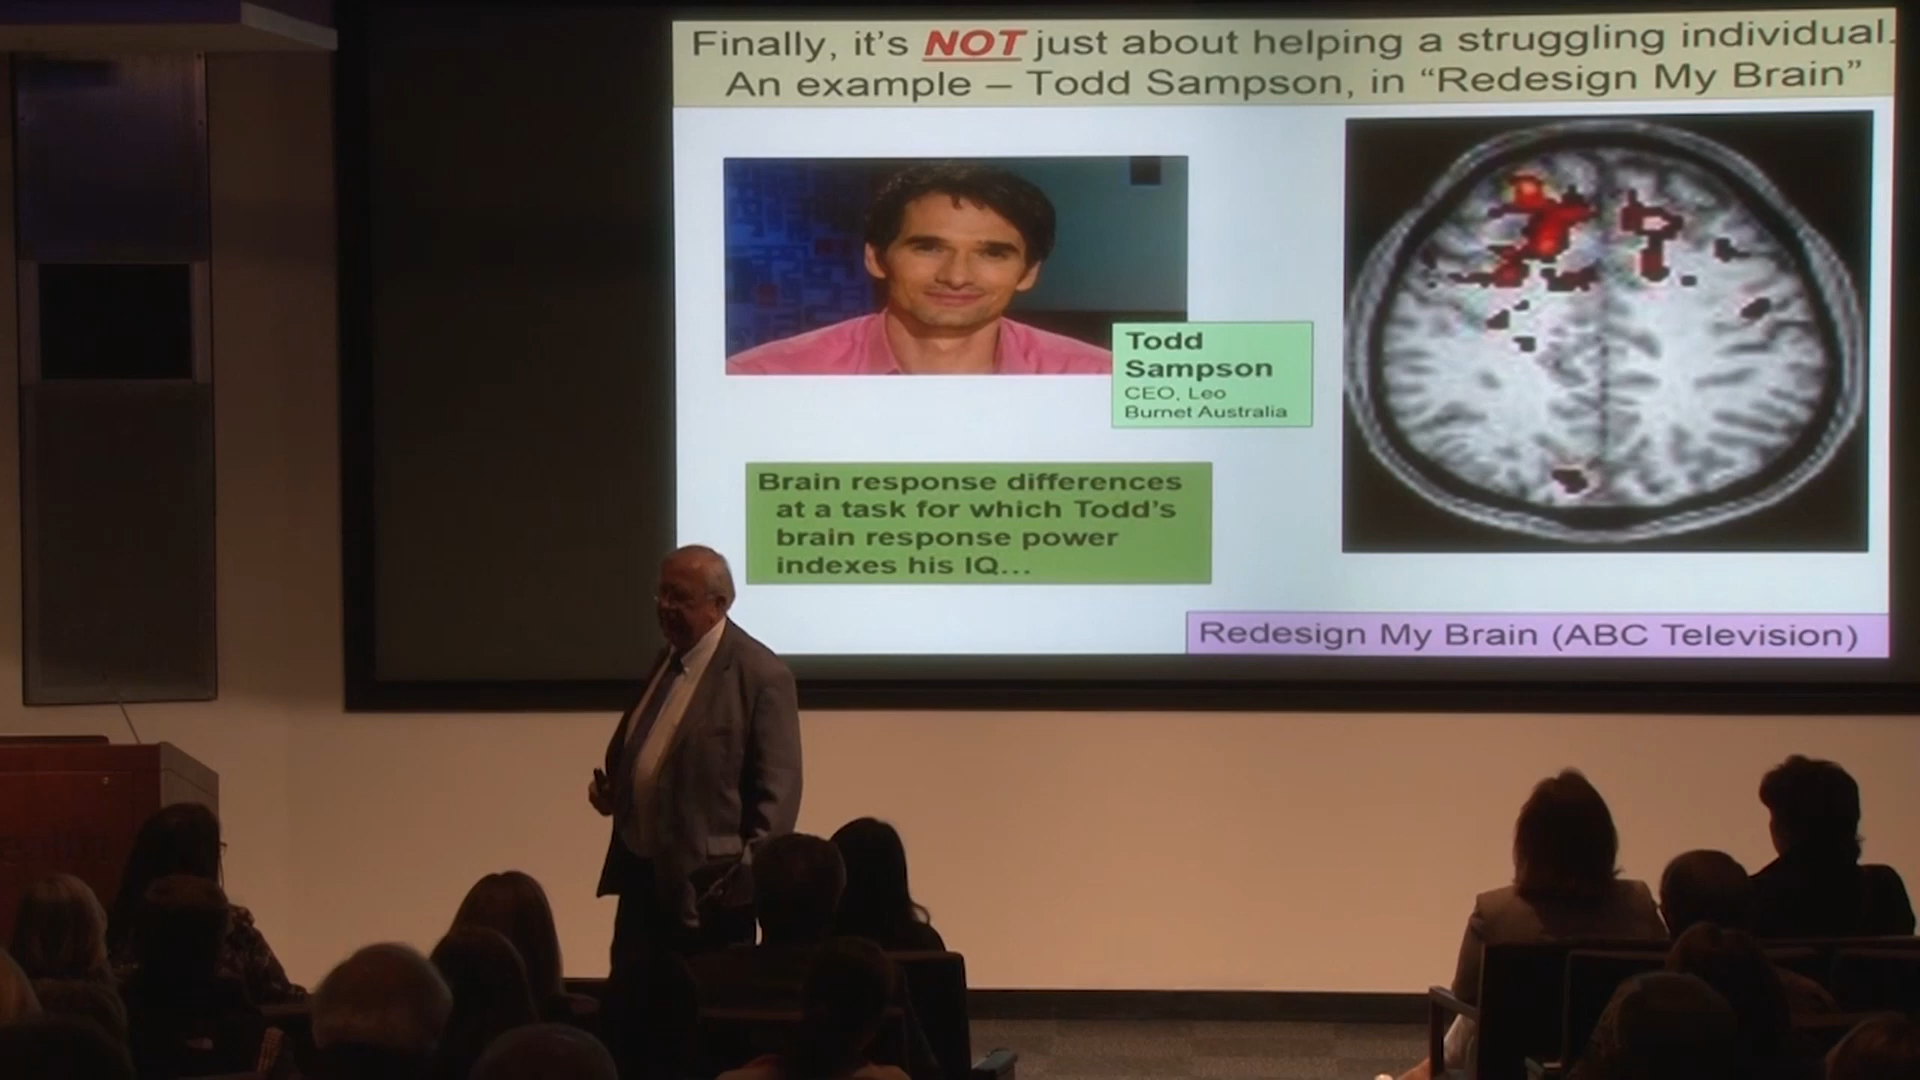 Finally, it's NOT just about helping a struggling individual.
An example – Todd Sampson, in “Redesign My Brain”
Todd
Sampson
CEO, Leo
Burnet Australia
Brain response differences
at a task for which Todd's
brain response power
indexes his IQ...
Redesign My Brain (ABC Television)